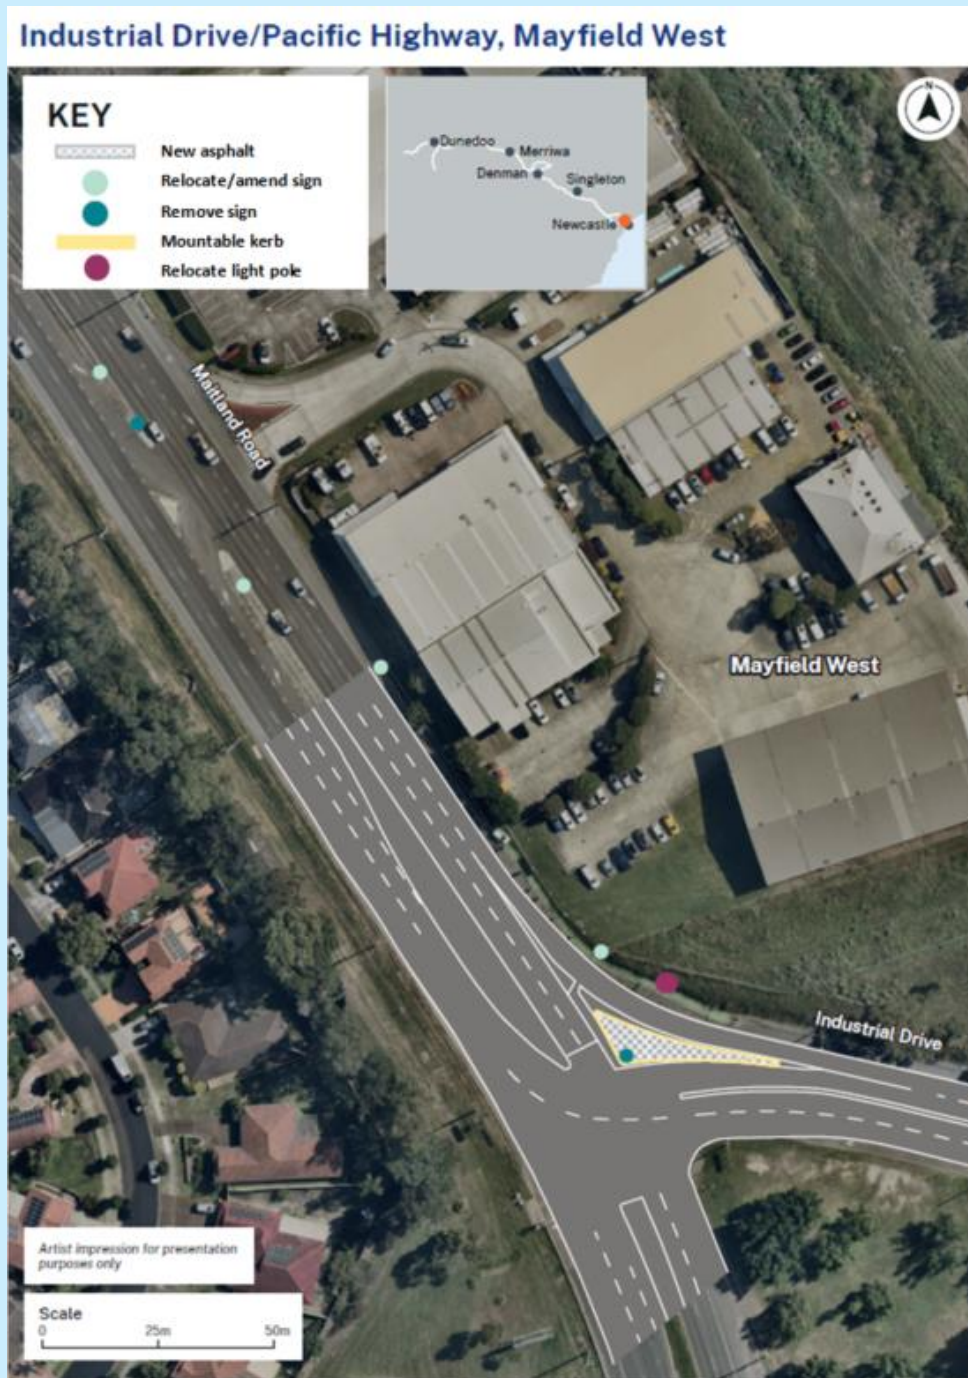 Industrial Drive/Pacific Highway, Mayfield West
KEY
New asphalt
Relocate/amend sign
Remove sign
Mountable kerb
Relocate light pole
Dunedoo
Merriwa
Denman
Singleton
Newcastle
N
Maitland Road
Mayfield West
Industrial Drive
Artist impression for presentation
purposes only
Scale
0 25m 50m